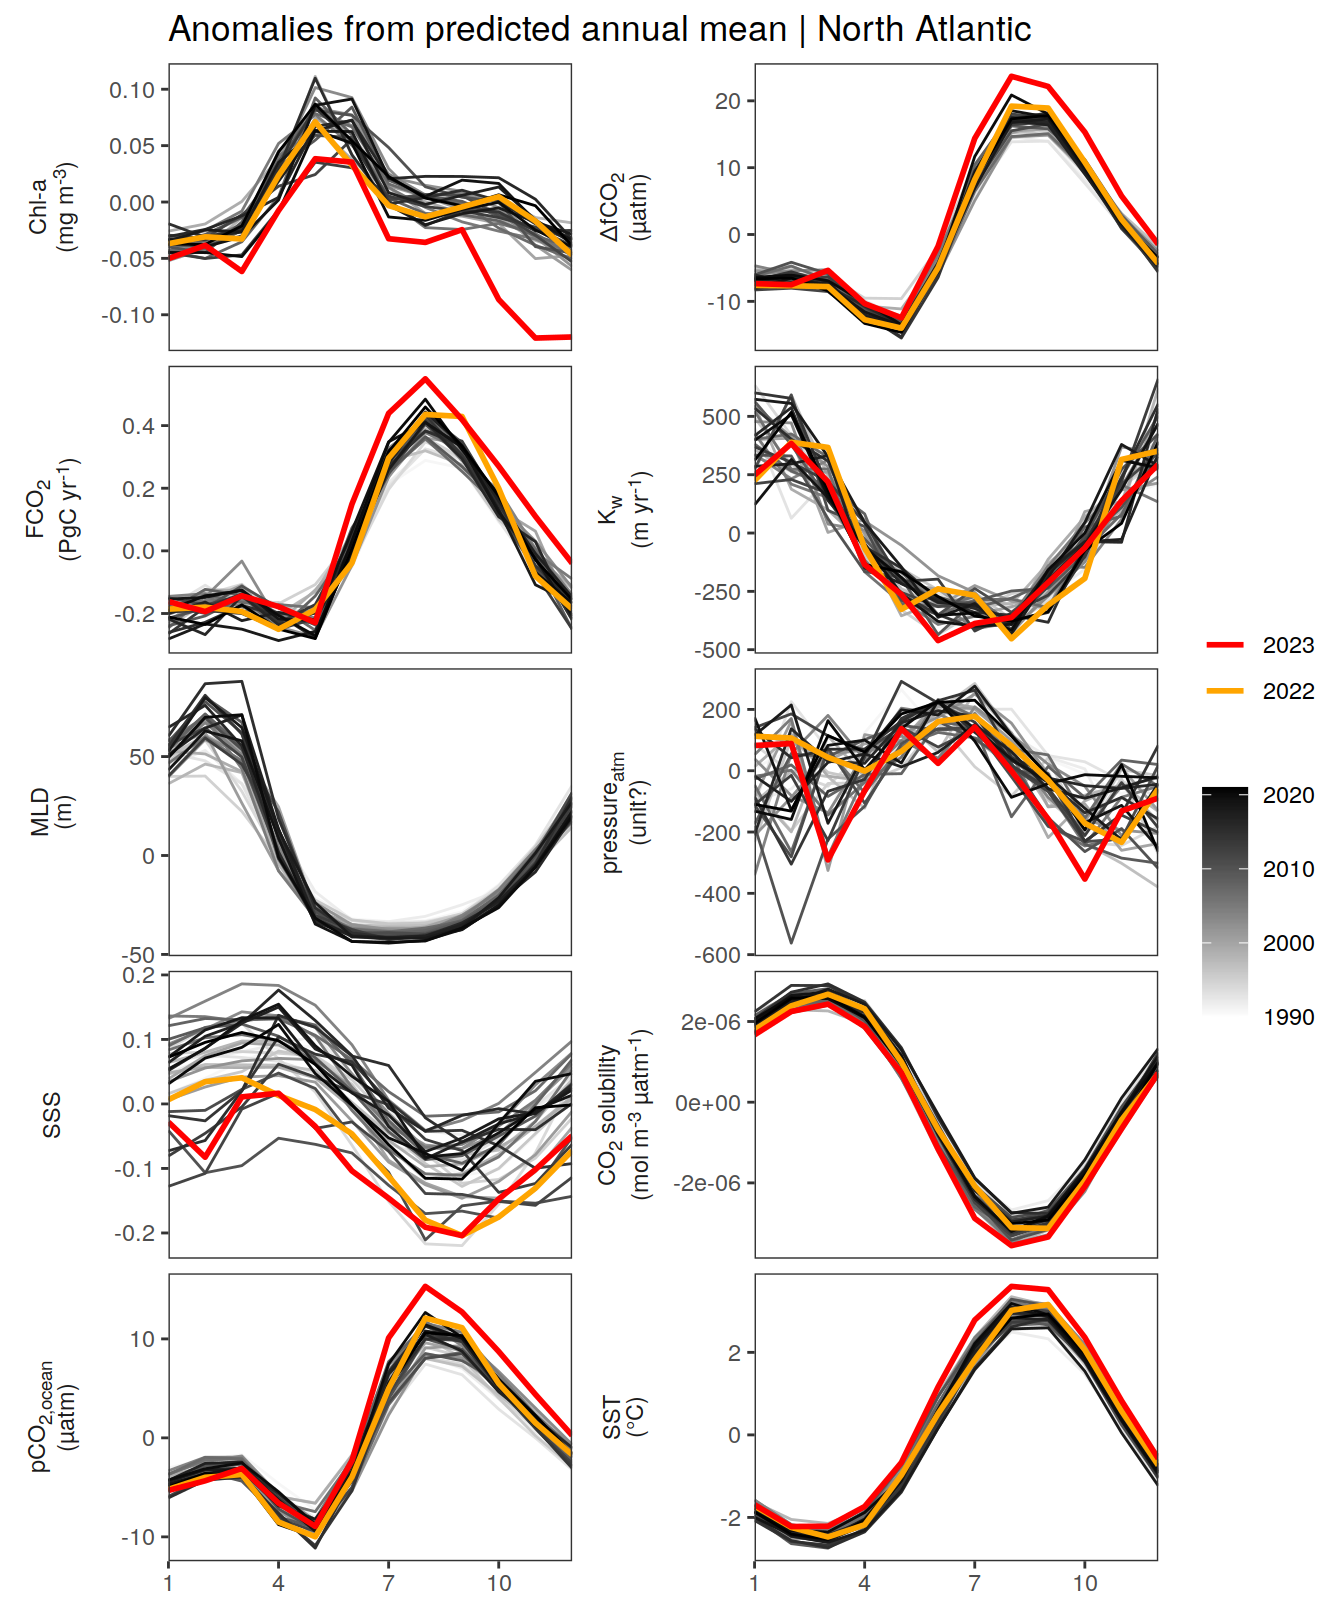 Anomalies from predicted annual mean | North Atlantic
Chl-a
(mg m⁻³)
0.10
0.05
0.00
-0.05
-0.10
ΔfCO₂
(µatm)
20
10
0
-10
FCO₂
(PgC yr⁻¹)
0.4
0.2
0.0
-0.2
K_w
(m yr⁻¹)
500
250
0
-250
-500
MLD
(m)
50
0
-50
pressure_atm
(unit?)
200
0
-200
-400
-600
SSS
0.2
0.1
0.0
-0.1
-0.2
CO₂ solubility
(mol m⁻³ µatm⁻¹)
2e-06
0e+00
-2e-06
pCO₂,ocean
(µatm)
10
0
-10
1 4 7 10
SST
(°C)
2
0
-2
1 4 7 10
2023
2022
2020
2010
2000
1990